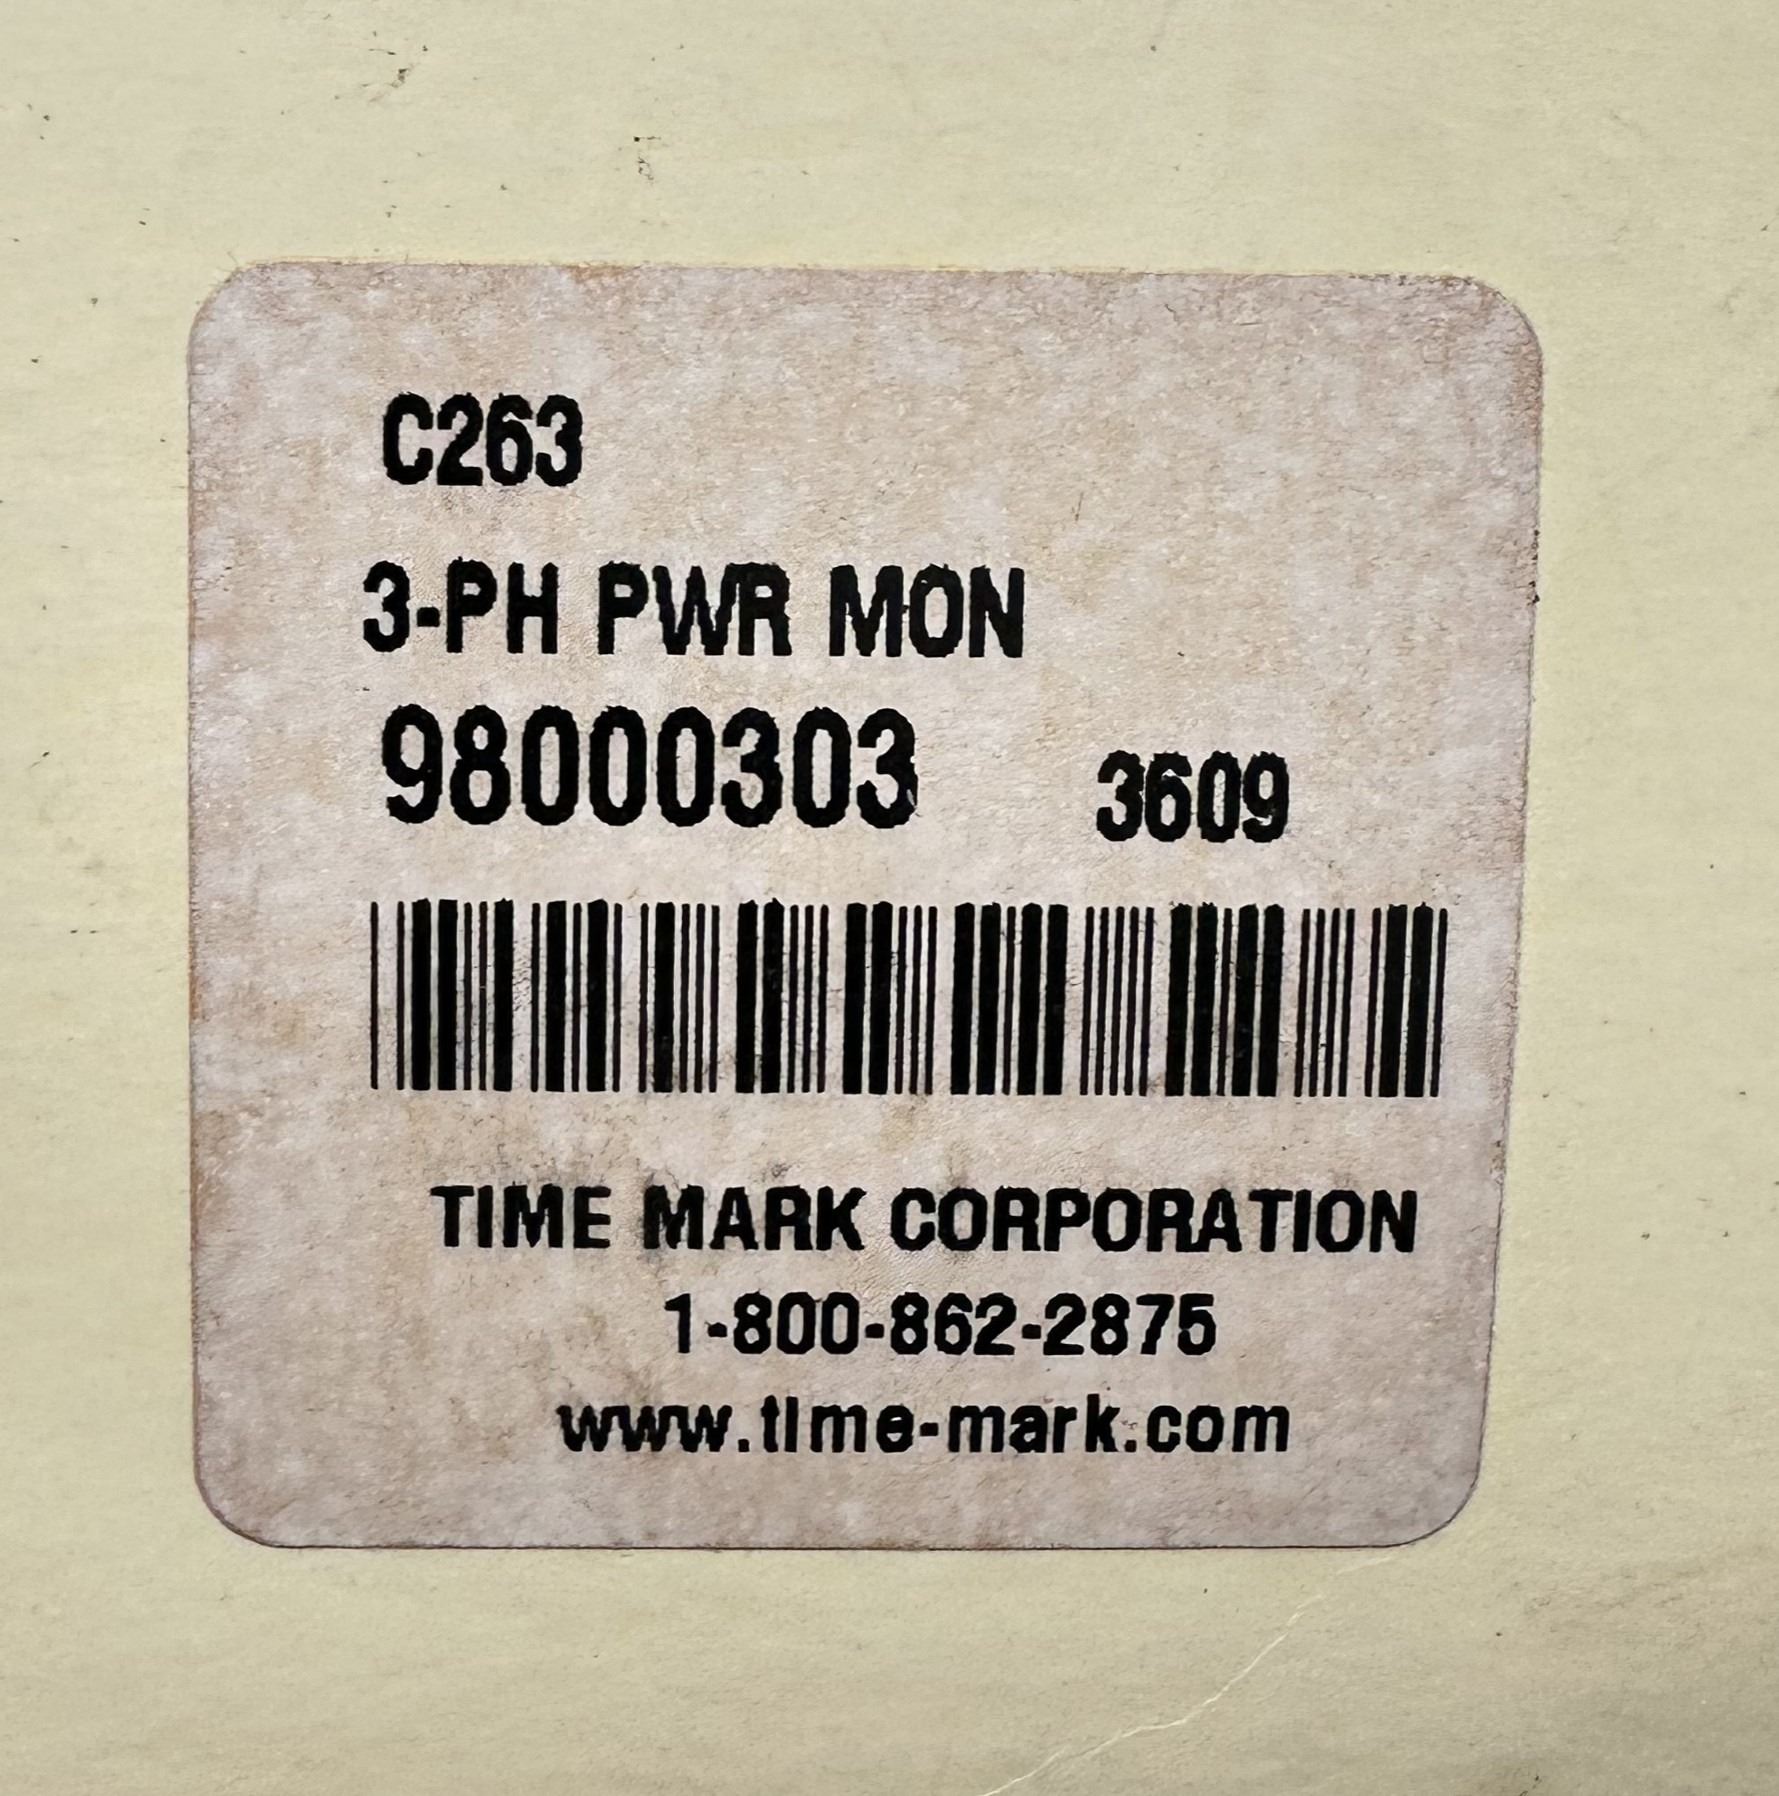 C263
3-PH PWR MON
98000303 3609
TIME MARK CORPORATION
1-800-862-2875
www.time-mark.com